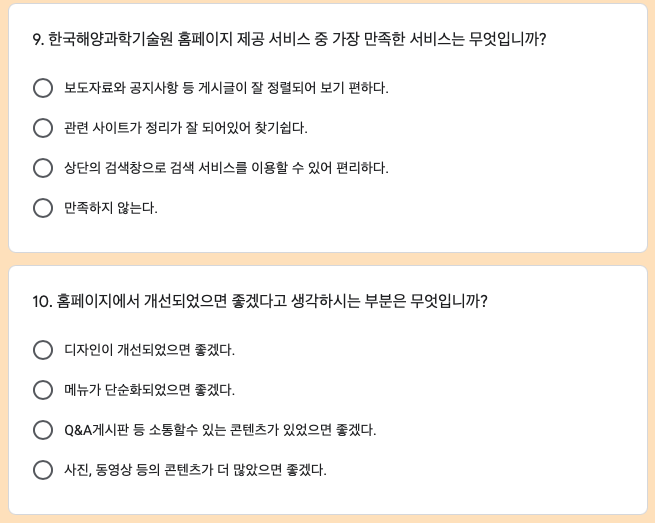 9. 한국해양과학기술원 홈페이지 제공 서비스 중 가장 만족한 서비스는 무엇입니까?
보도자료와 공지사항 등 게시글이 잘 정렬되어 보기 편하다.
관련 사이트가 정리가 잘 되어있어 찾기쉽다.
상단의 검색창으로 검색 서비스를 이용할 수 있어 편리하다.
만족하지 않는다.
10. 홈페이지에서 개선되었으면 좋겠다고 생각하시는 부분은 무엇입니까?
디자인이 개선되었으면 좋겠다.
메뉴가 단순화되었으면 좋겠다.
Q&A게시판 등 소통할수 있는 콘텐츠가 있었으면 좋겠다.
사진, 동영상 등의 콘텐츠가 더 많았으면 좋겠다.